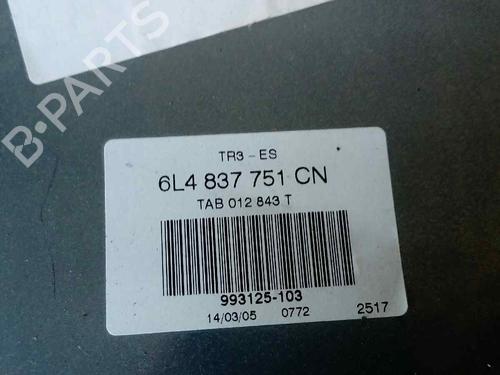 B-PARTS
TR3 - ES
6L4 837 751 CN
TAB 012 843 T
993125-103
14/03/05 0772 2517